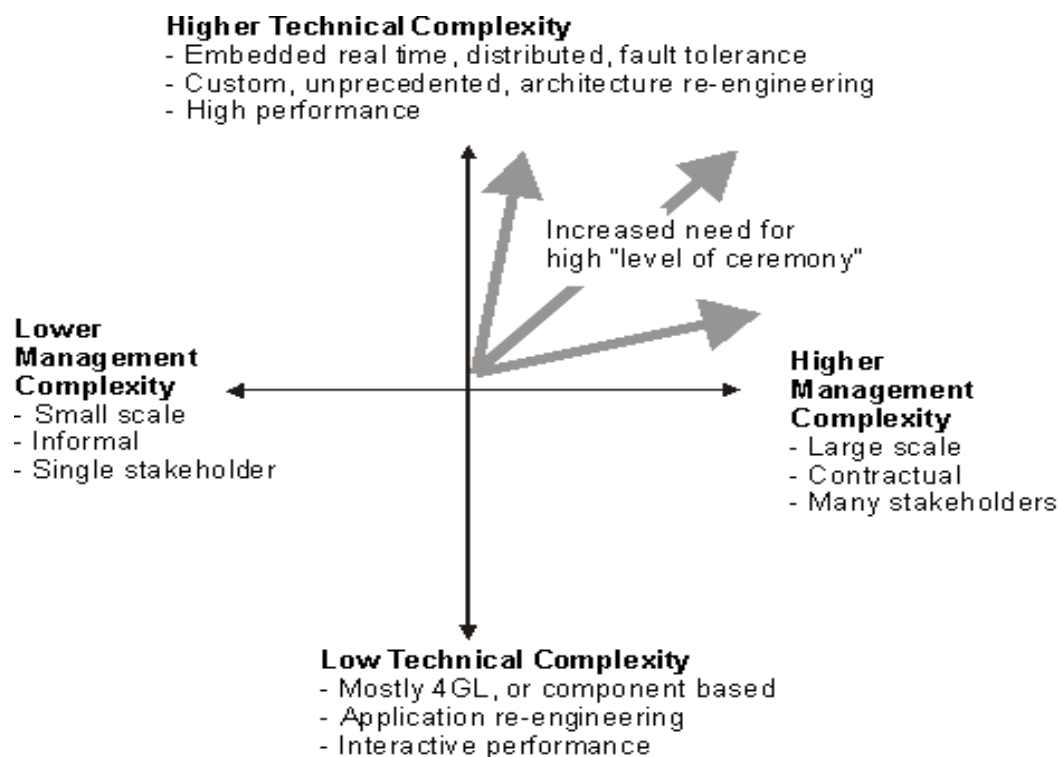 Higher Technical Complexity
- Embedded real time, distributed, fault tolerance
- Custom, unprecedented, architecture re-engineering
- High performance
Increased need for
high "level of ceremony"
Lower
Management
Complexity
- Small scale
- Informal
- Single stakeholder
Higher
Management
Complexity
- Large scale
- Contractual
- Many stakeholders
Low Technical Complexity
- Mostly 4GL, or component based
- Application re-engineering
- Interactive performance